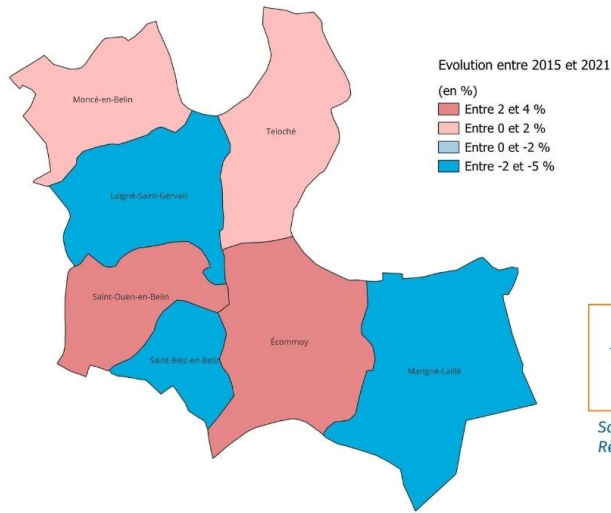 Evolution entre 2015 et 2021
(en %)
Entre 2 et 4 %
Entre 0 et 2 %
Entre 0 et -2 %
Entre -2 et -5 %
Moncé-en-Belin
Teloché
Laigné-Saint-Gervais
Saint-Ouen-en-Belin
Écommoy
Saint-Biez-en-Belin
Marigné-Laillé